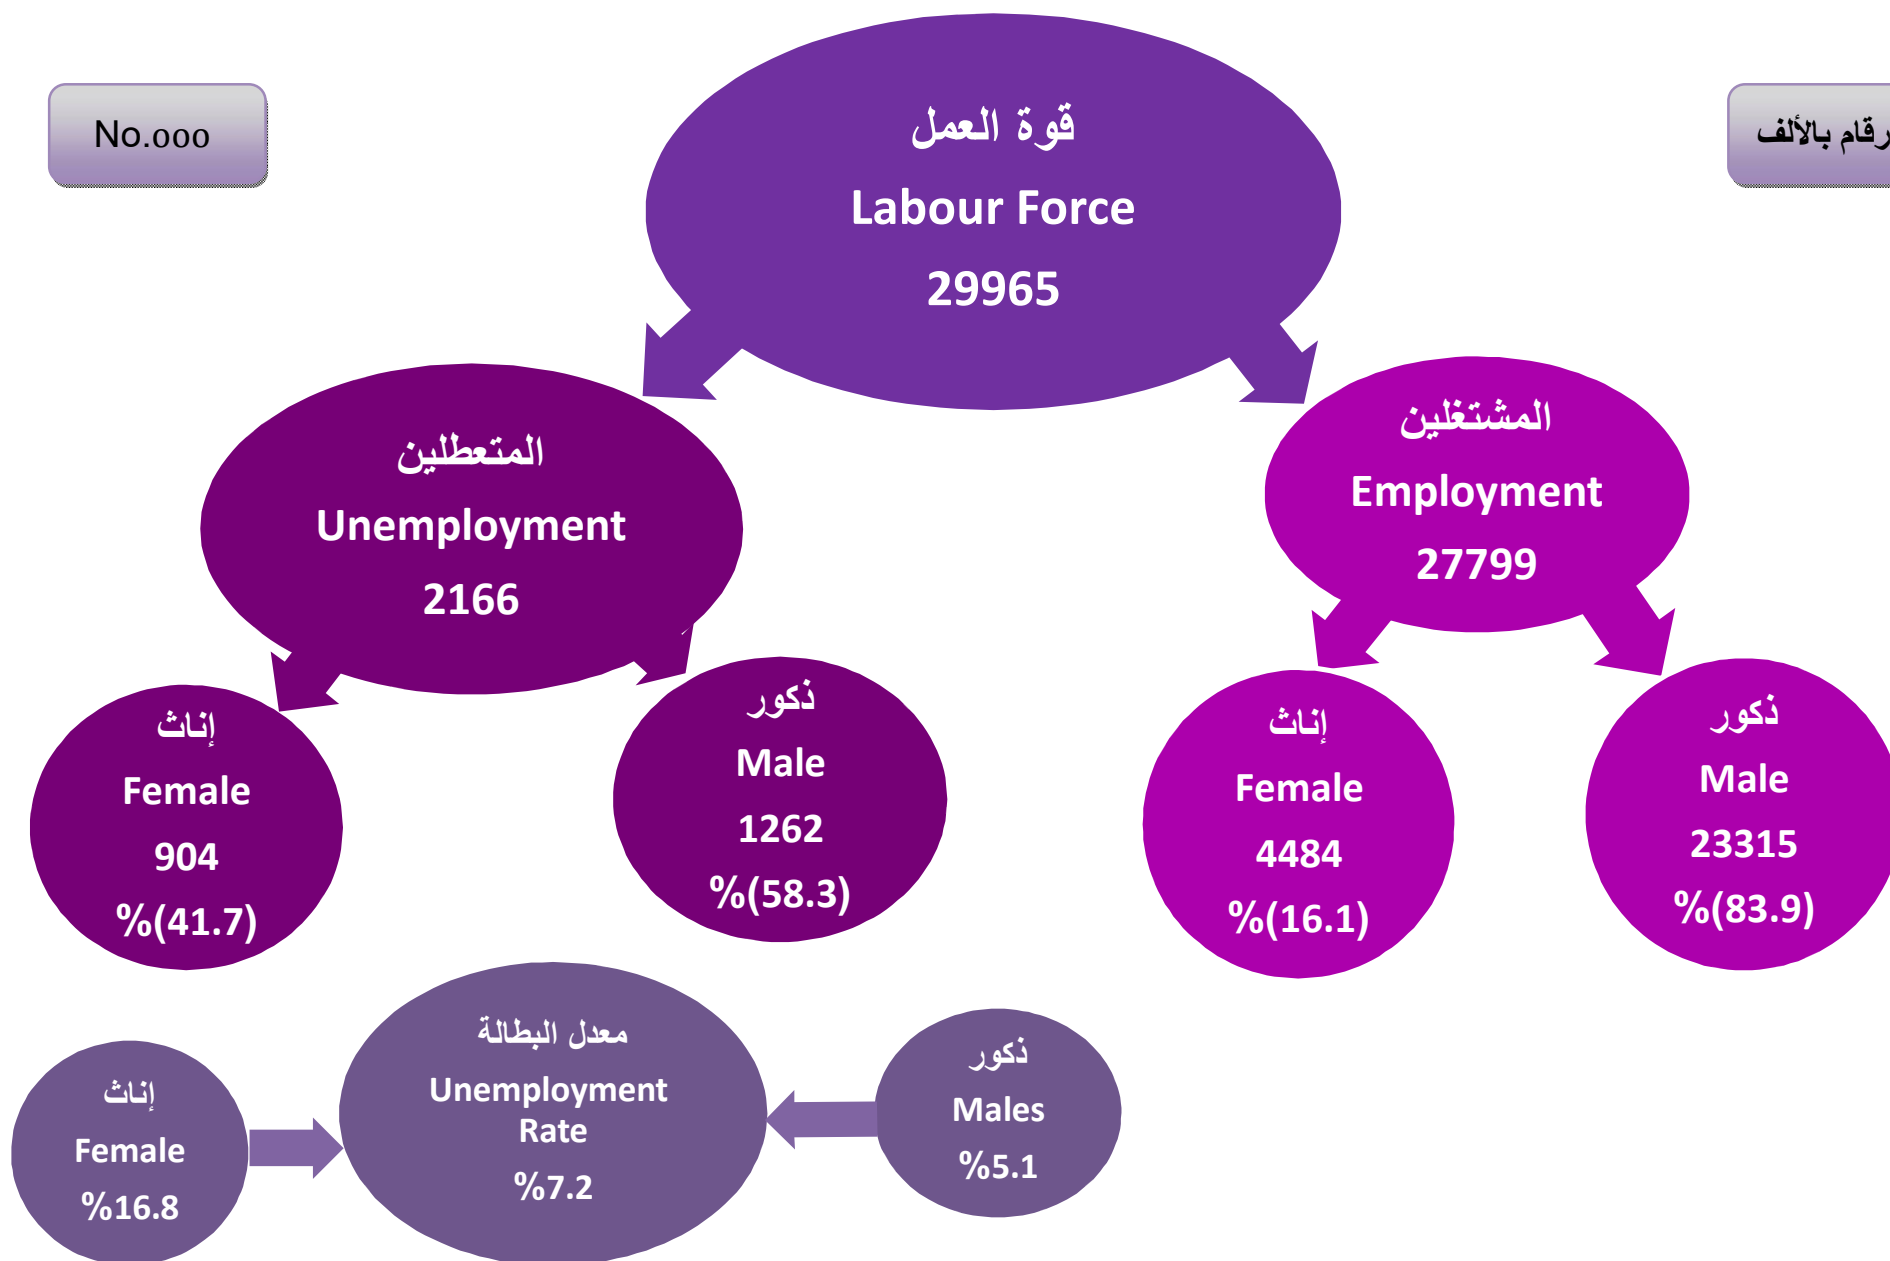 No.ooo
رقام بالألف
قوة العمل
Labour Force
29965
المتعطلين
Unemployment
2166
المشتغلين
Employment
27799
إناث
Female
904
%(41.7)
ذكور
Male
1262
%(58.3)
إناث
Female
4484
%(16.1)
ذكور
Male
23315
%(83.9)
إناث
Female
%16.8
معدل البطالة
Unemployment
Rate
%7.2
ذكور
Males
%5.1